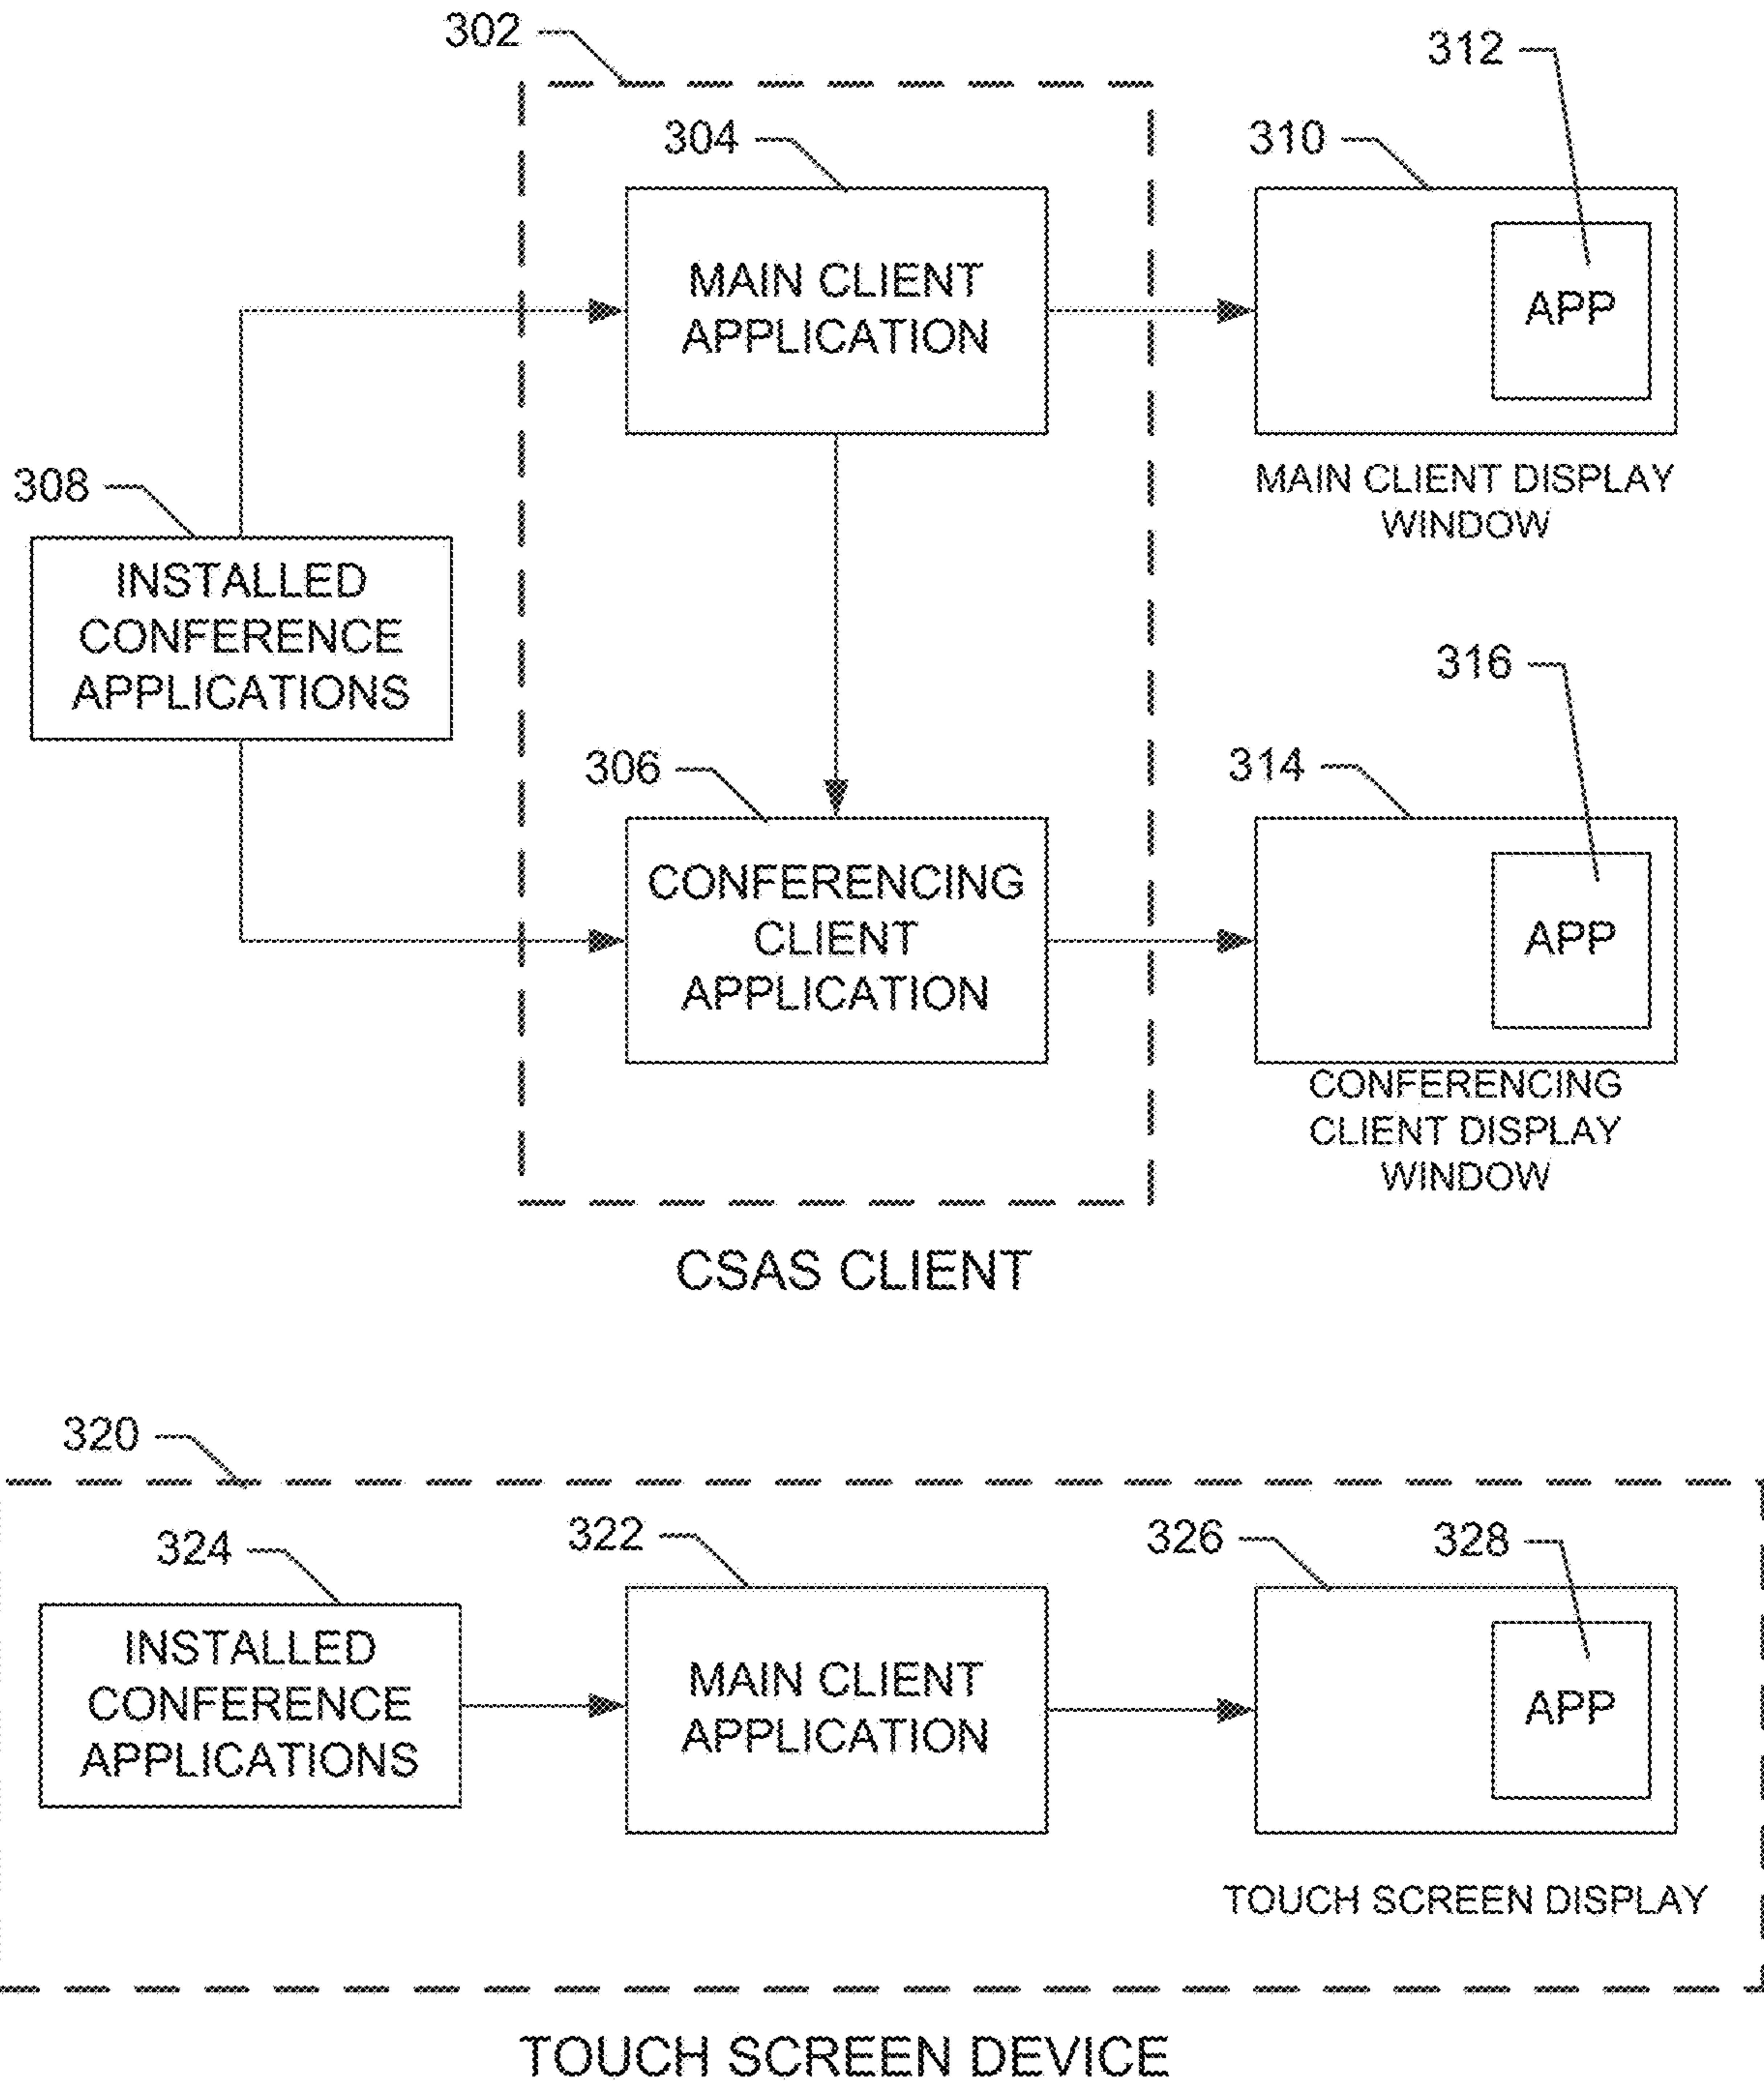 302
312
304
310
MAIN CLIENT
APPLICATION
APP
308
MAIN CLIENT DISPLAY
WINDOW
INSTALLED
CONFERENCE
APPLICATIONS
316
306
314
CONFERENCING
CLIENT
APPLICATION
APP
CONFERENCING
CLIENT DISPLAY
WINDOW
CSAS CLIENT
320
324
322
326
328
INSTALLED
CONFERENCE
APPLICATIONS
MAIN CLIENT
APPLICATION
APP
TOUCH SCREEN DISPLAY
TOUCH SCREEN DEVICE